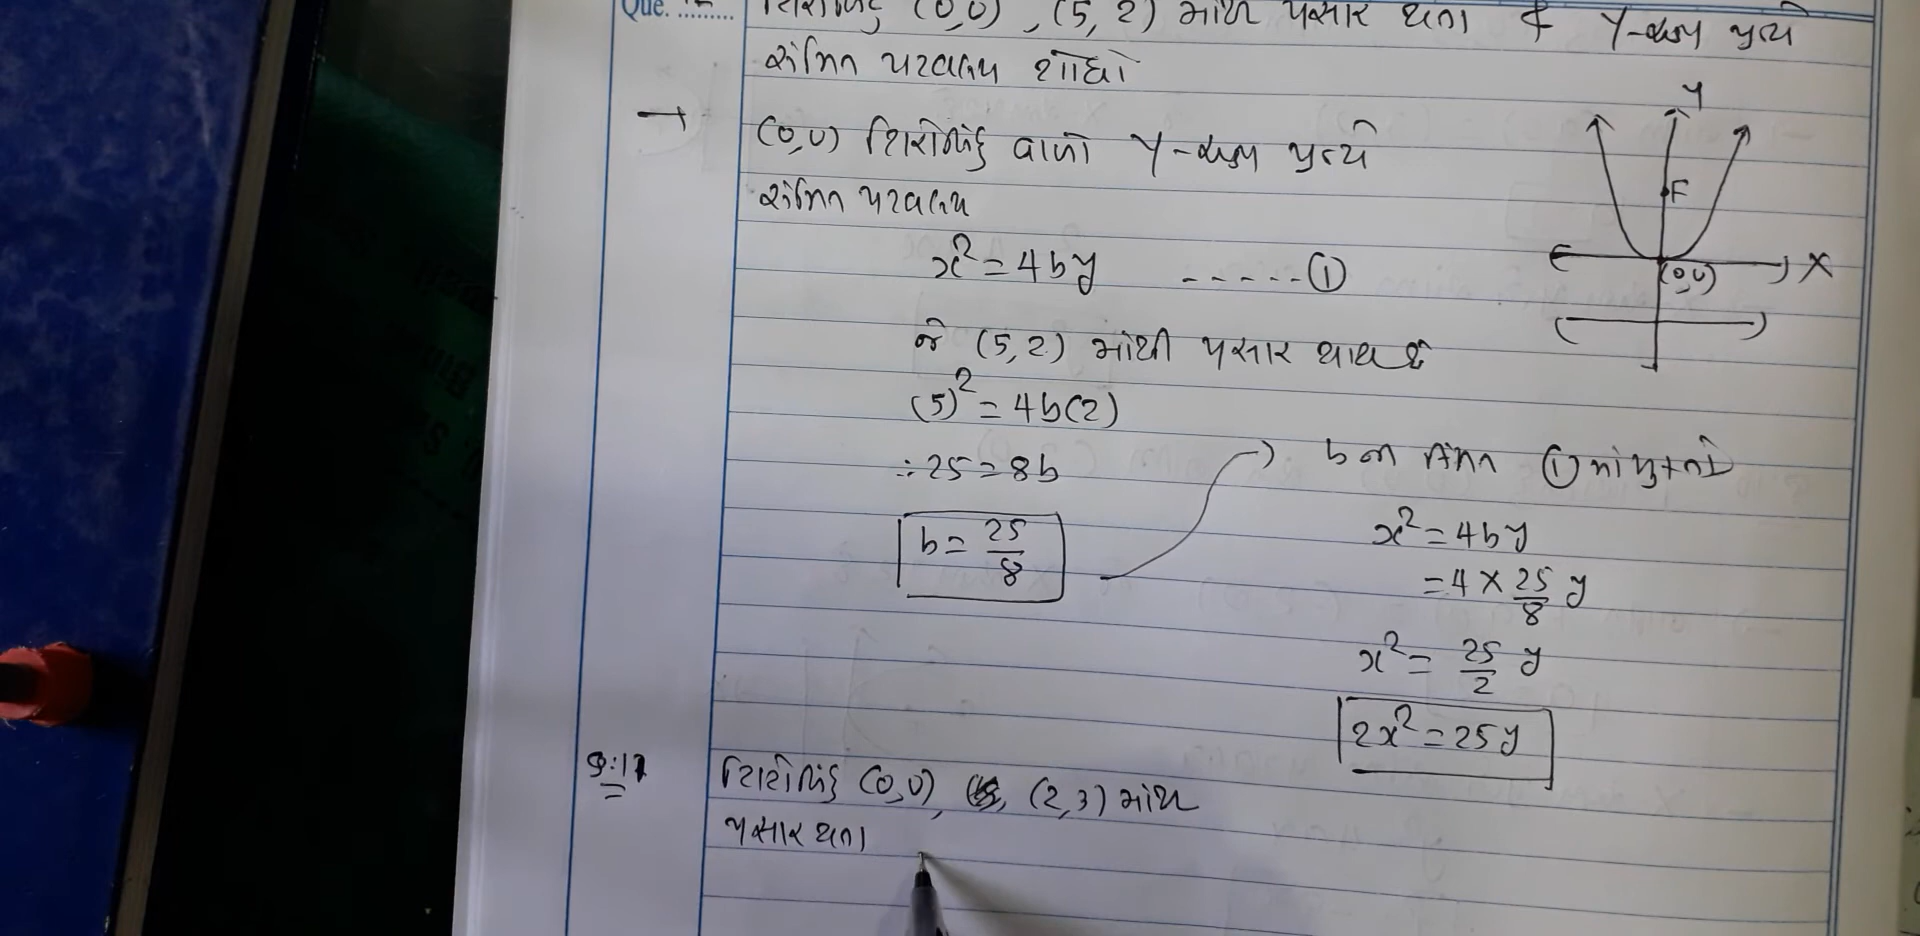 Que. ..........
શિરોબિંદુ (0,0), (5,2) માંથી પસાર થતા Y-અક્ષ પ્રત્યે
સંમિત પરવલય શોધો
→ (0,0) શિરોબિંદુ વાળો Y-અક્ષ પ્રત્યે
સંમિત પરવલય
x² = 4by -----①
જે (5,2) માંથી પસાર થાય છે
(5)² = 4b(2)
∴ 25 = 8b
b = 25/8
Y
F
X
(0,0)
b ની કિંમત ① માં મુકતાં
x² = 4by
= 4 × 25/8 y
x² = 25/2 y
2x² = 25y
Q:17
શિરોબિંદુ (0,0), (2,3) માંથી
પસાર થતા